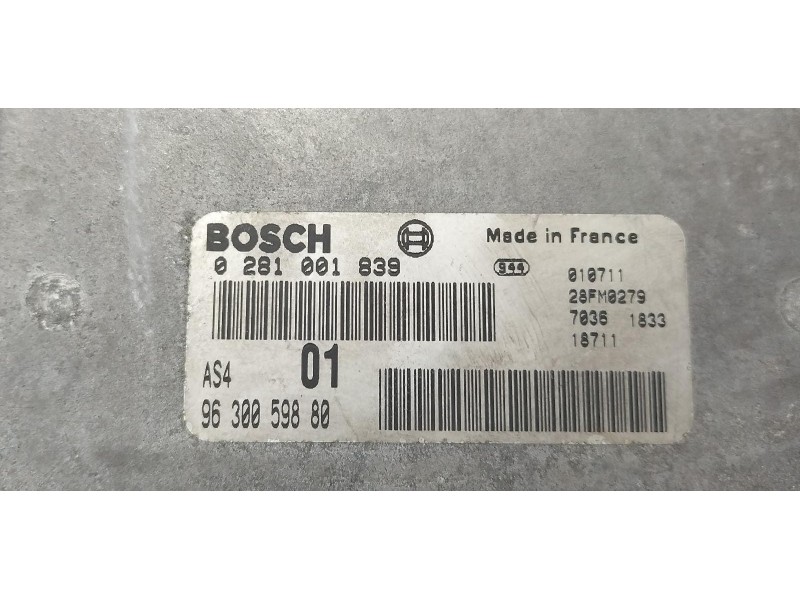 BOSCH Made in France
0 281 001 839
944
010711
28FM0279
7036 1833
18711
AS4 01
96 300 598 80